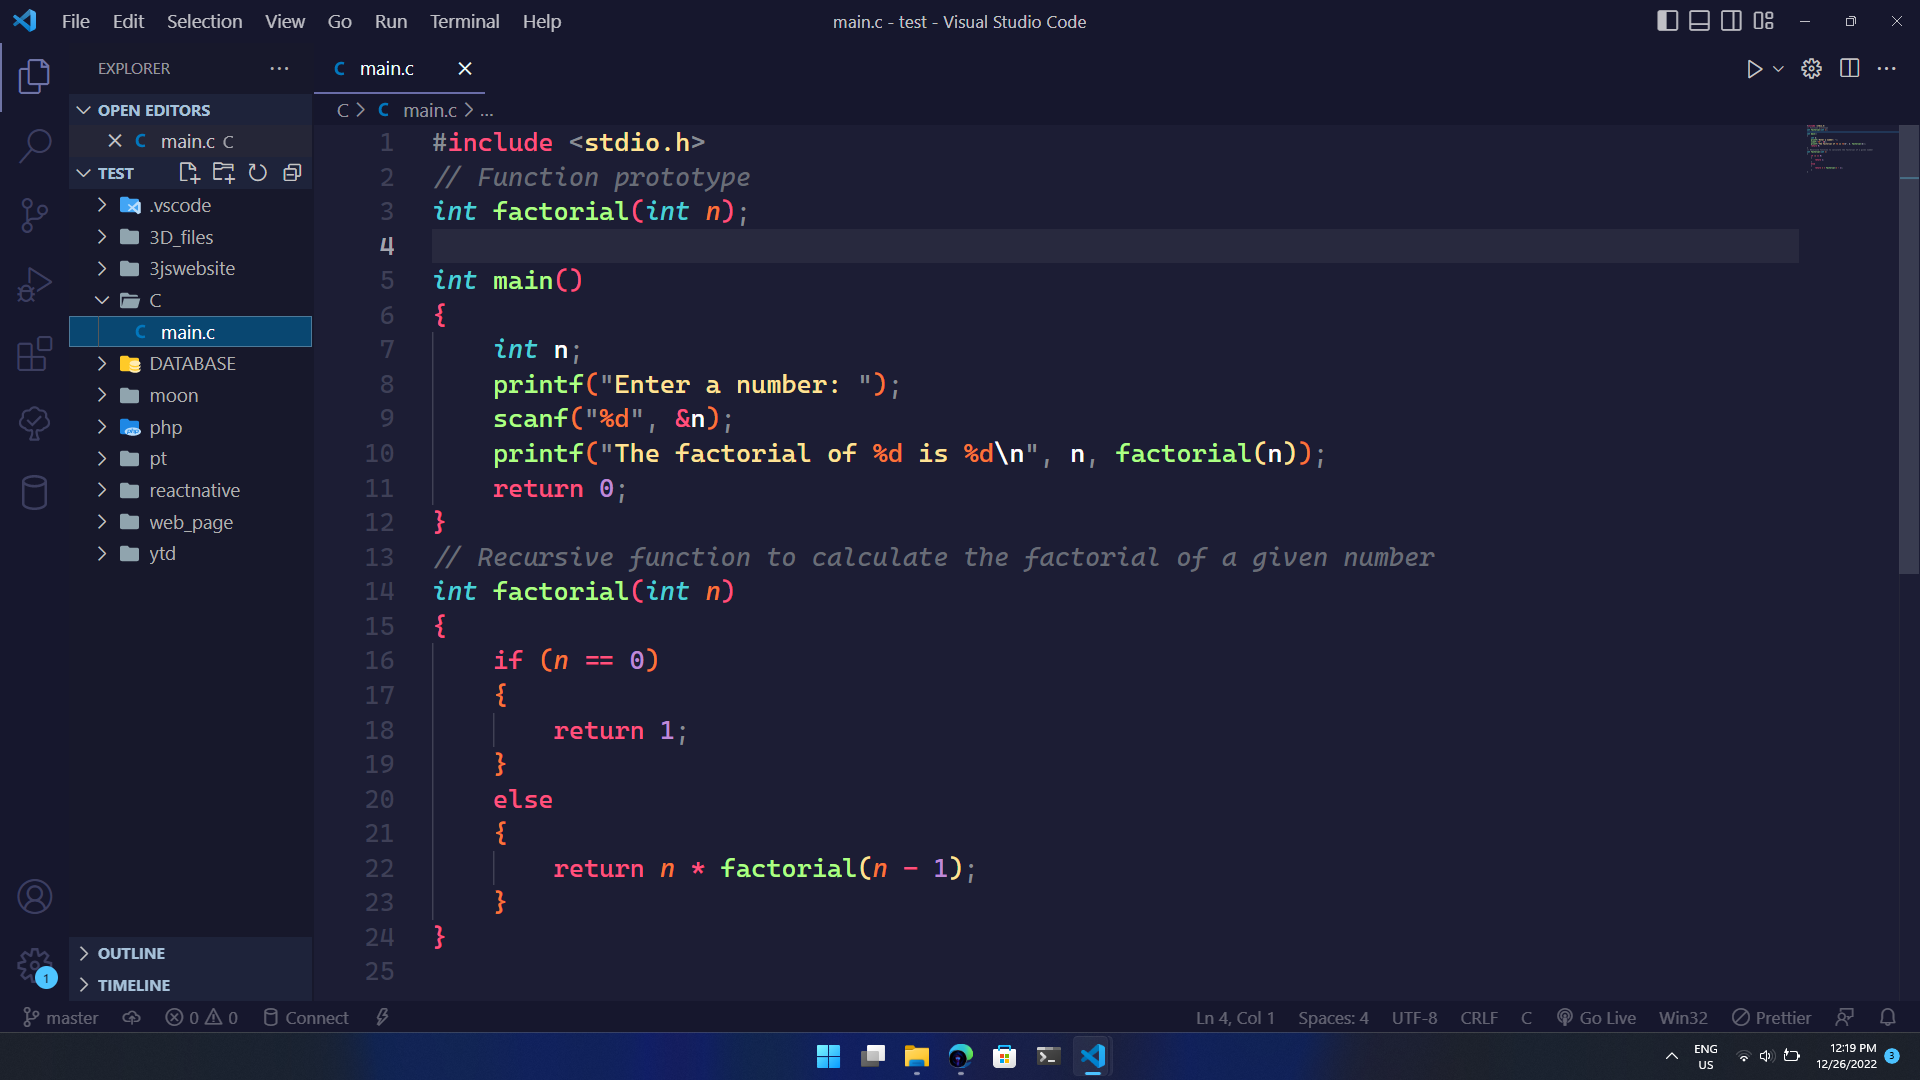 File Edit Selection View Go Run Terminal Help
main.c - test - Visual Studio Code
EXPLORER
OPEN EDITORS
main.c C
TEST
.vscode
3D_files
3jswebsite
C
main.c
DATABASE
moon
php
pt
reactnative
web_page
ytd
OUTLINE
TIMELINE
main.c
C > main.c > ...
1 #include <stdio.h>
2 // Function prototype
3 int factorial(int n);
4
5 int main()
6 {
7     int n;
8     printf("Enter a number: ");
9     scanf("%d", &n);
10     printf("The factorial of %d is %d\n", n, factorial(n));
11     return 0;
12 }
13 // Recursive function to calculate the factorial of a given number
14 int factorial(int n)
15 {
16     if (n == 0)
17     {
18         return 1;
19     }
20     else
21     {
22         return n * factorial(n - 1);
23     }
24 }
25
1
master 0 0 Connect
Ln 4, Col 1 Spaces: 4 UTF-8 CRLF C Go Live Win32 Prettier
ENG
US
12:19 PM
12/26/2022
3